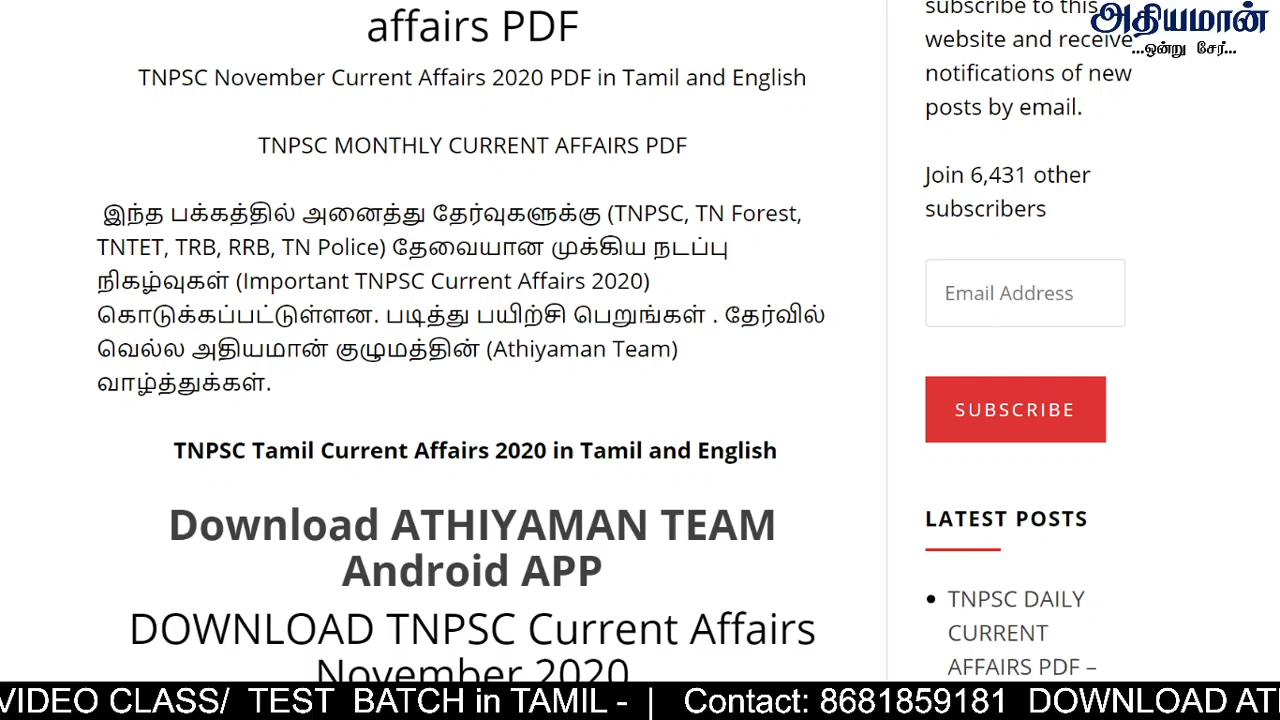 affairs PDF
TNPSC November Current Affairs 2020 PDF in Tamil and English
TNPSC MONTHLY CURRENT AFFAIRS PDF
இந்த பக்கத்தில் அனைத்து தேர்வுகளுக்கு (TNPSC, TN Forest,
TNTET, TRB, RRB, TN Police) தேவையான முக்கிய நடப்பு
நிகழ்வுகள் (Important TNPSC Current Affairs 2020)
கொடுக்கப்பட்டுள்ளன. படித்து பயிற்சி பெறுங்கள் . தேர்வில்
வெல்ல அதியமான் குழுமத்தின் (Athiyaman Team)
வாழ்த்துக்கள்.
TNPSC Tamil Current Affairs 2020 in Tamil and English
Download ATHIYAMAN TEAM
Android APP
DOWNLOAD TNPSC Current Affairs
November 2020
subscribe to this
அதியமான்
website and receive
...ஒன்று சேர்...
notifications of new
posts by email.
Join 6,431 other
subscribers
Email Address
SUBSCRIBE
LATEST POSTS
TNPSC DAILY
CURRENT
AFFAIRS PDF –
VIDEO CLASS/ TEST BATCH in TAMIL - | Contact: 8681859181 DOWNLOAD